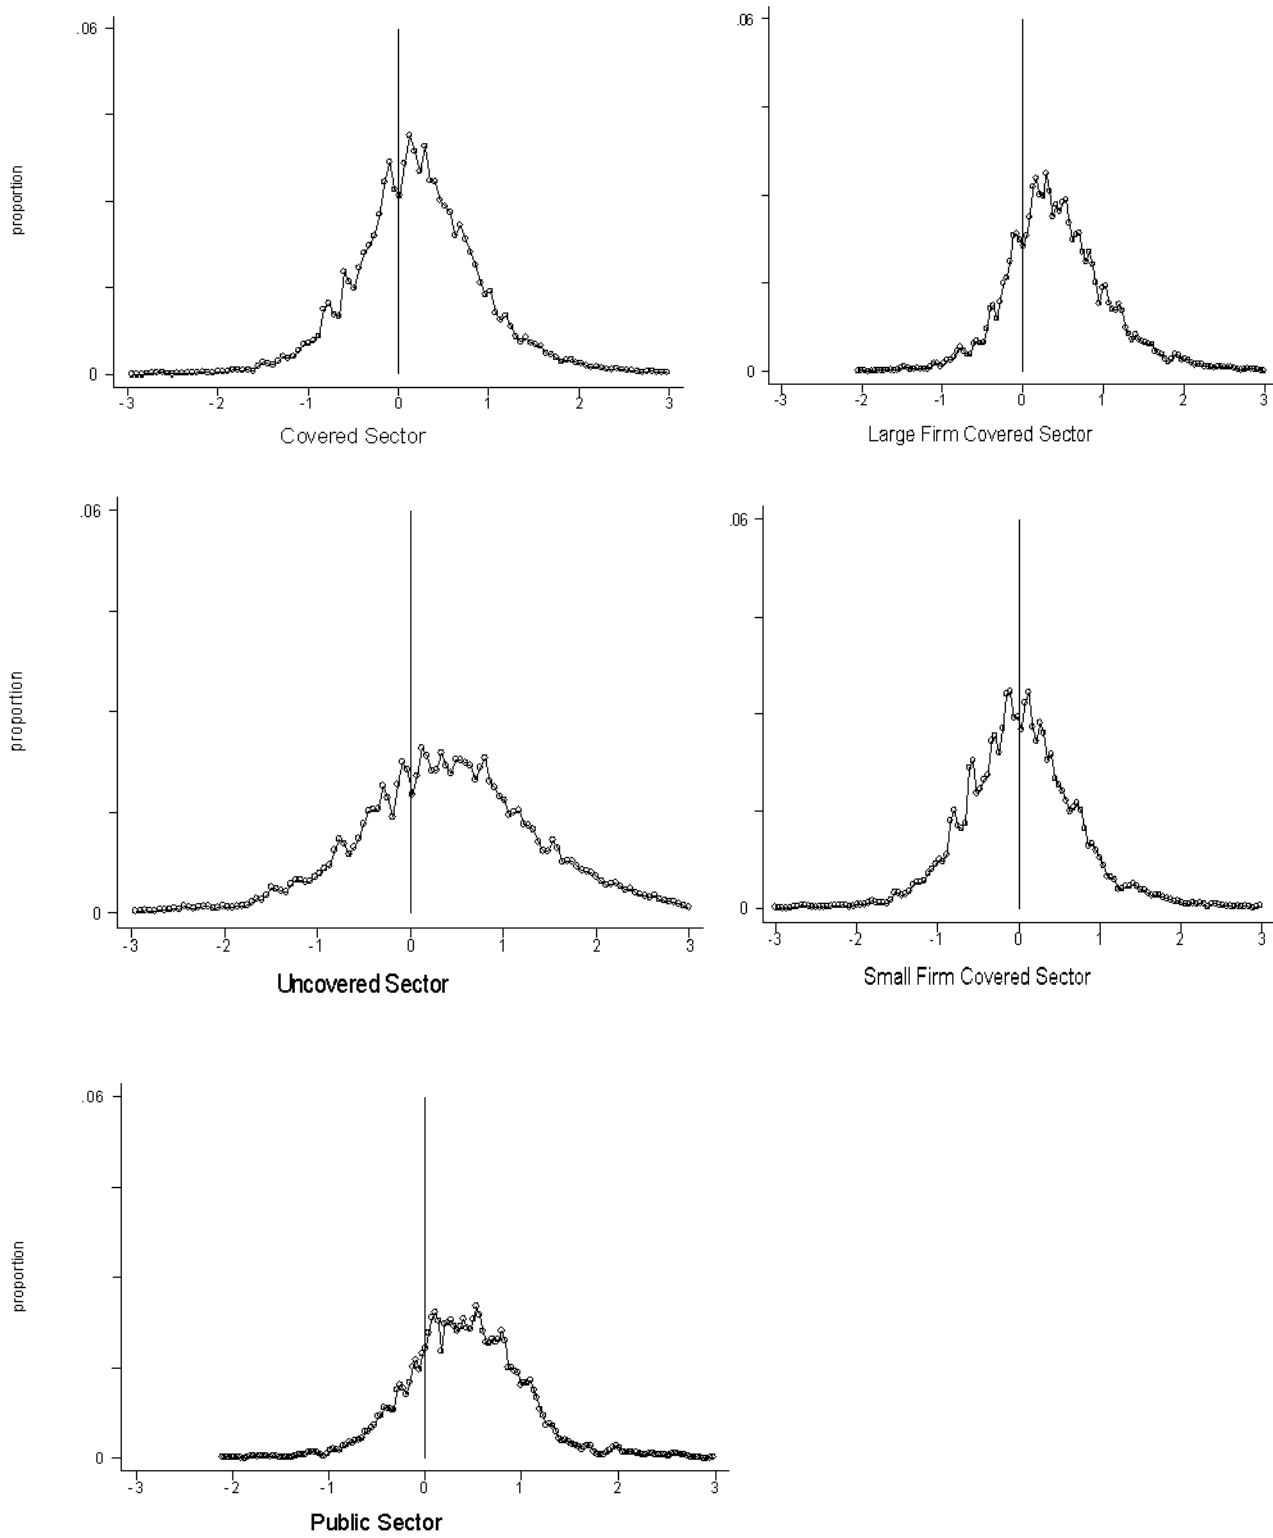 .06
proportion
0
-3 -2 -1 0 1 2 3
Covered Sector
.06
0
-3 -2 -1 0 1 2 3
Large Firm Covered Sector
.06
proportion
0
-3 -2 -1 0 1 2 3
Uncovered Sector
.06
0
-3 -2 -1 0 1 2 3
Small Firm Covered Sector
.06
proportion
0
-3 -2 -1 0 1 2 3
Public Sector